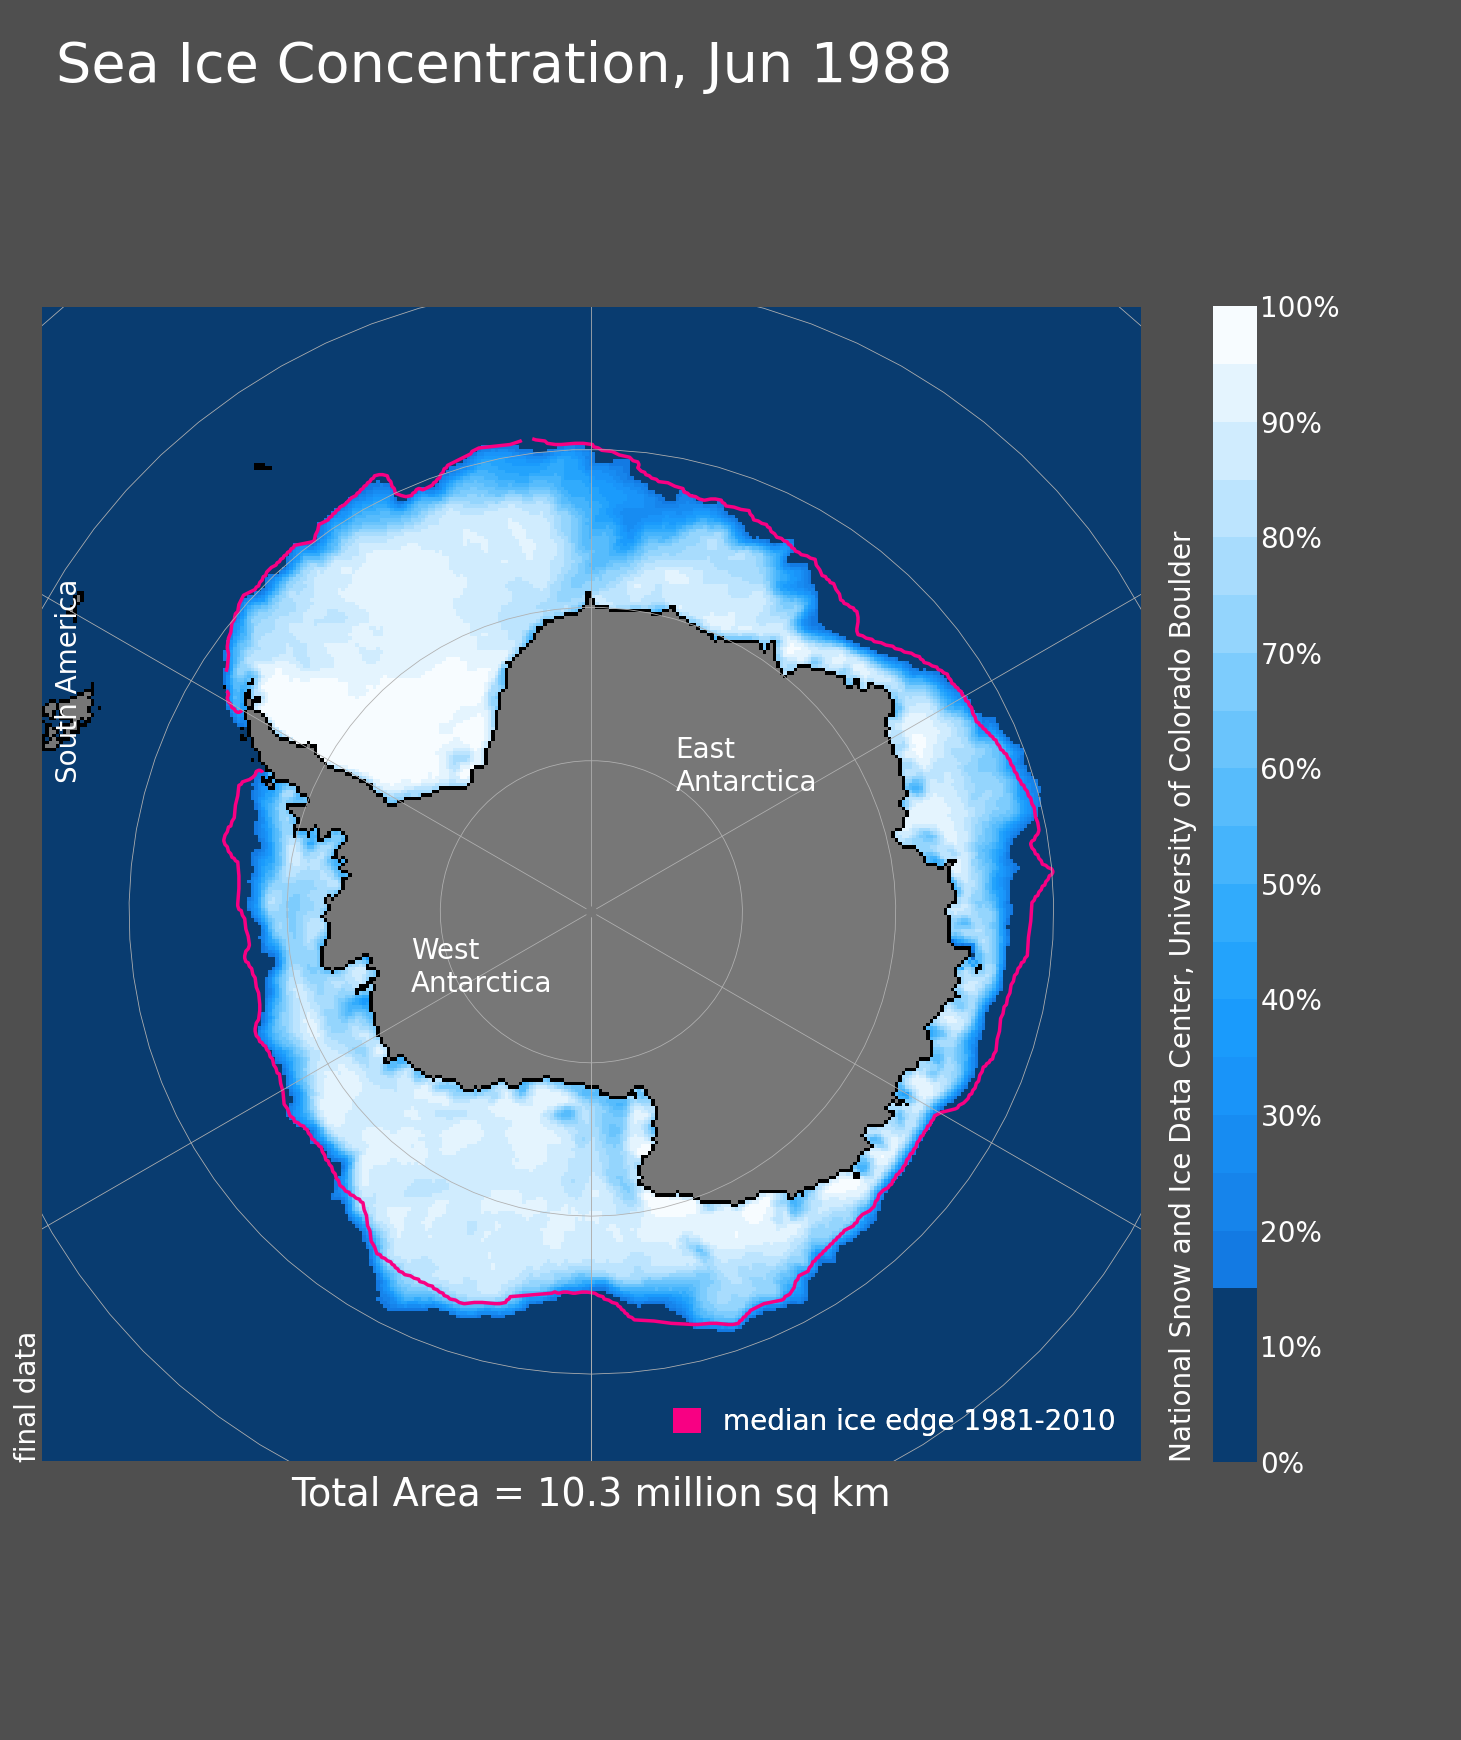 Sea Ice Concentration, Jun 1988
South America
East
Antarctica
West
Antarctica
final data
median ice edge 1981-2010
Total Area = 10.3 million sq km
National Snow and Ice Data Center, University of Colorado Boulder
100%
90%
80%
70%
60%
50%
40%
30%
20%
10%
0%